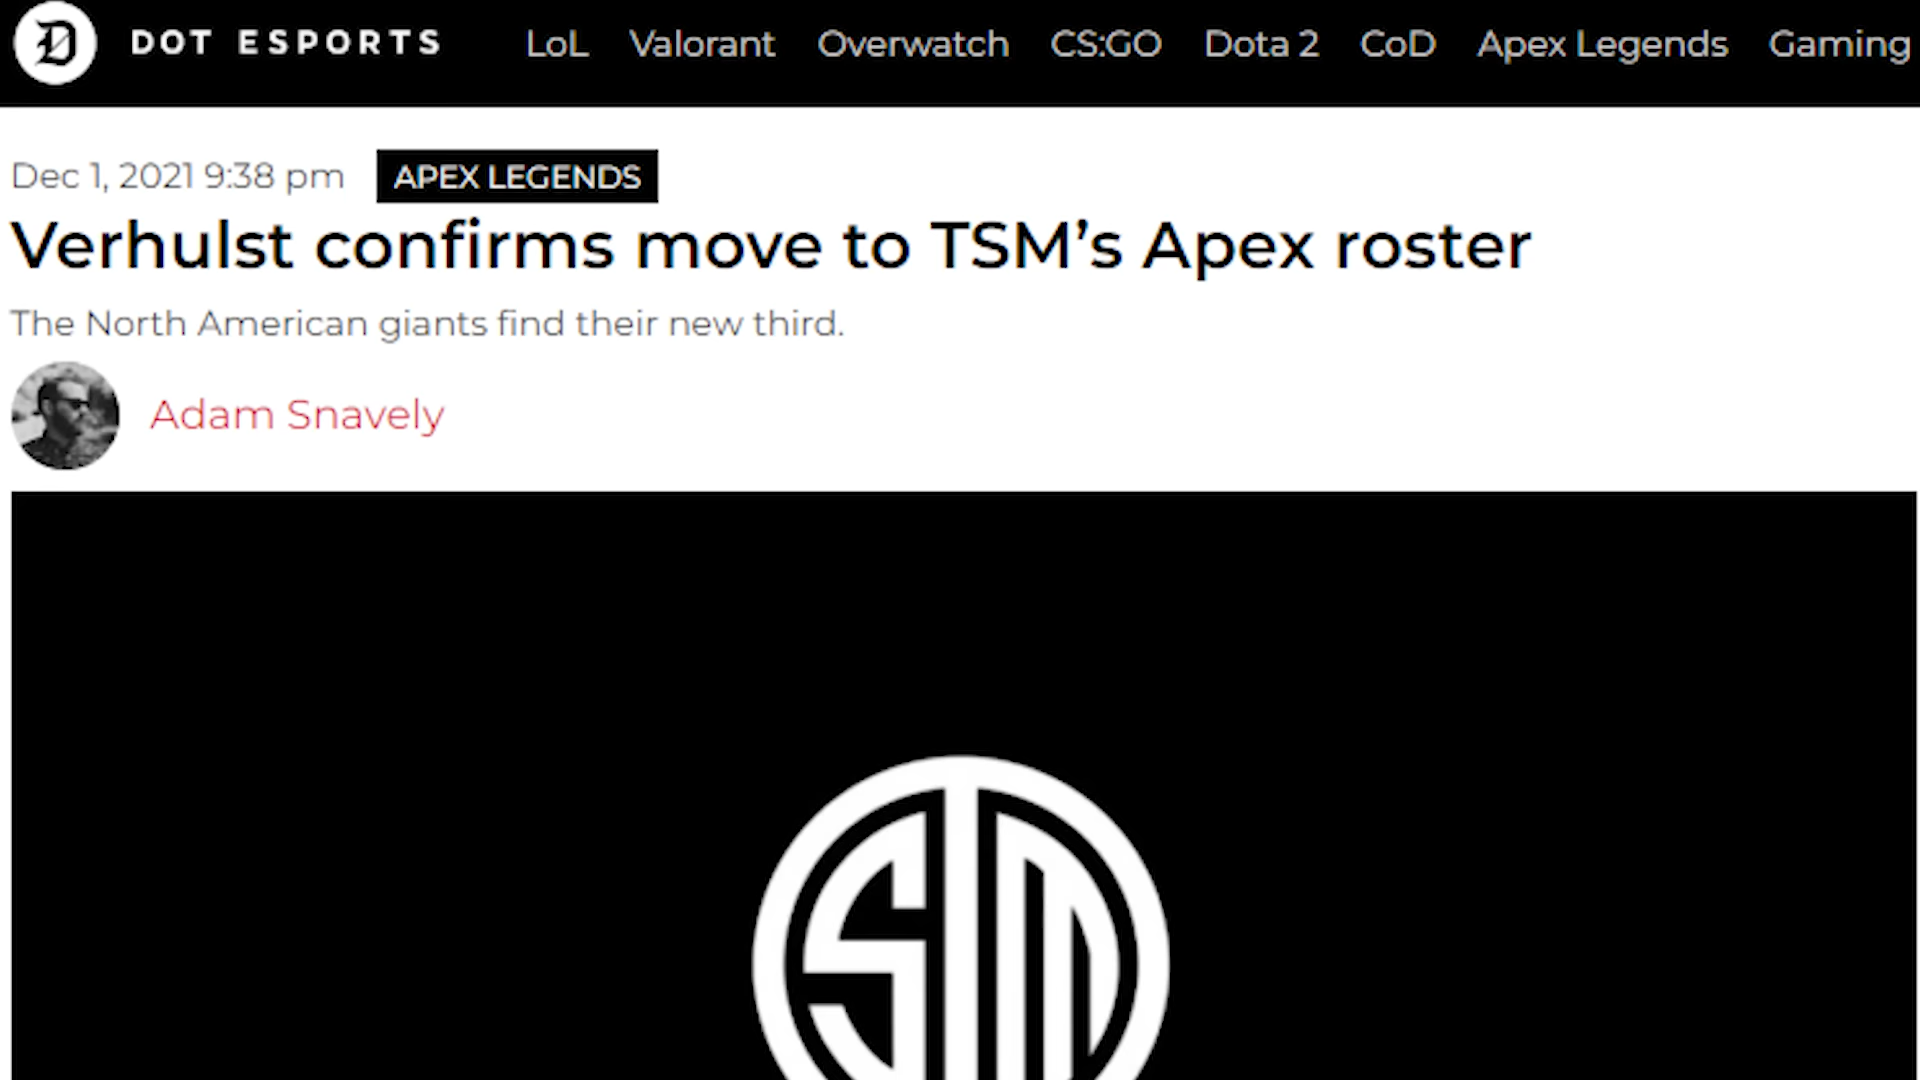 DOT ESPORTS LoL Valorant Overwatch CS:GO Dota 2 CoD Apex Legends Gaming
Dec 1, 2021 9:38 pm APEX LEGENDS
Verhulst confirms move to TSM’s Apex roster
The North American giants find their new third.
Adam Snavely
TSM